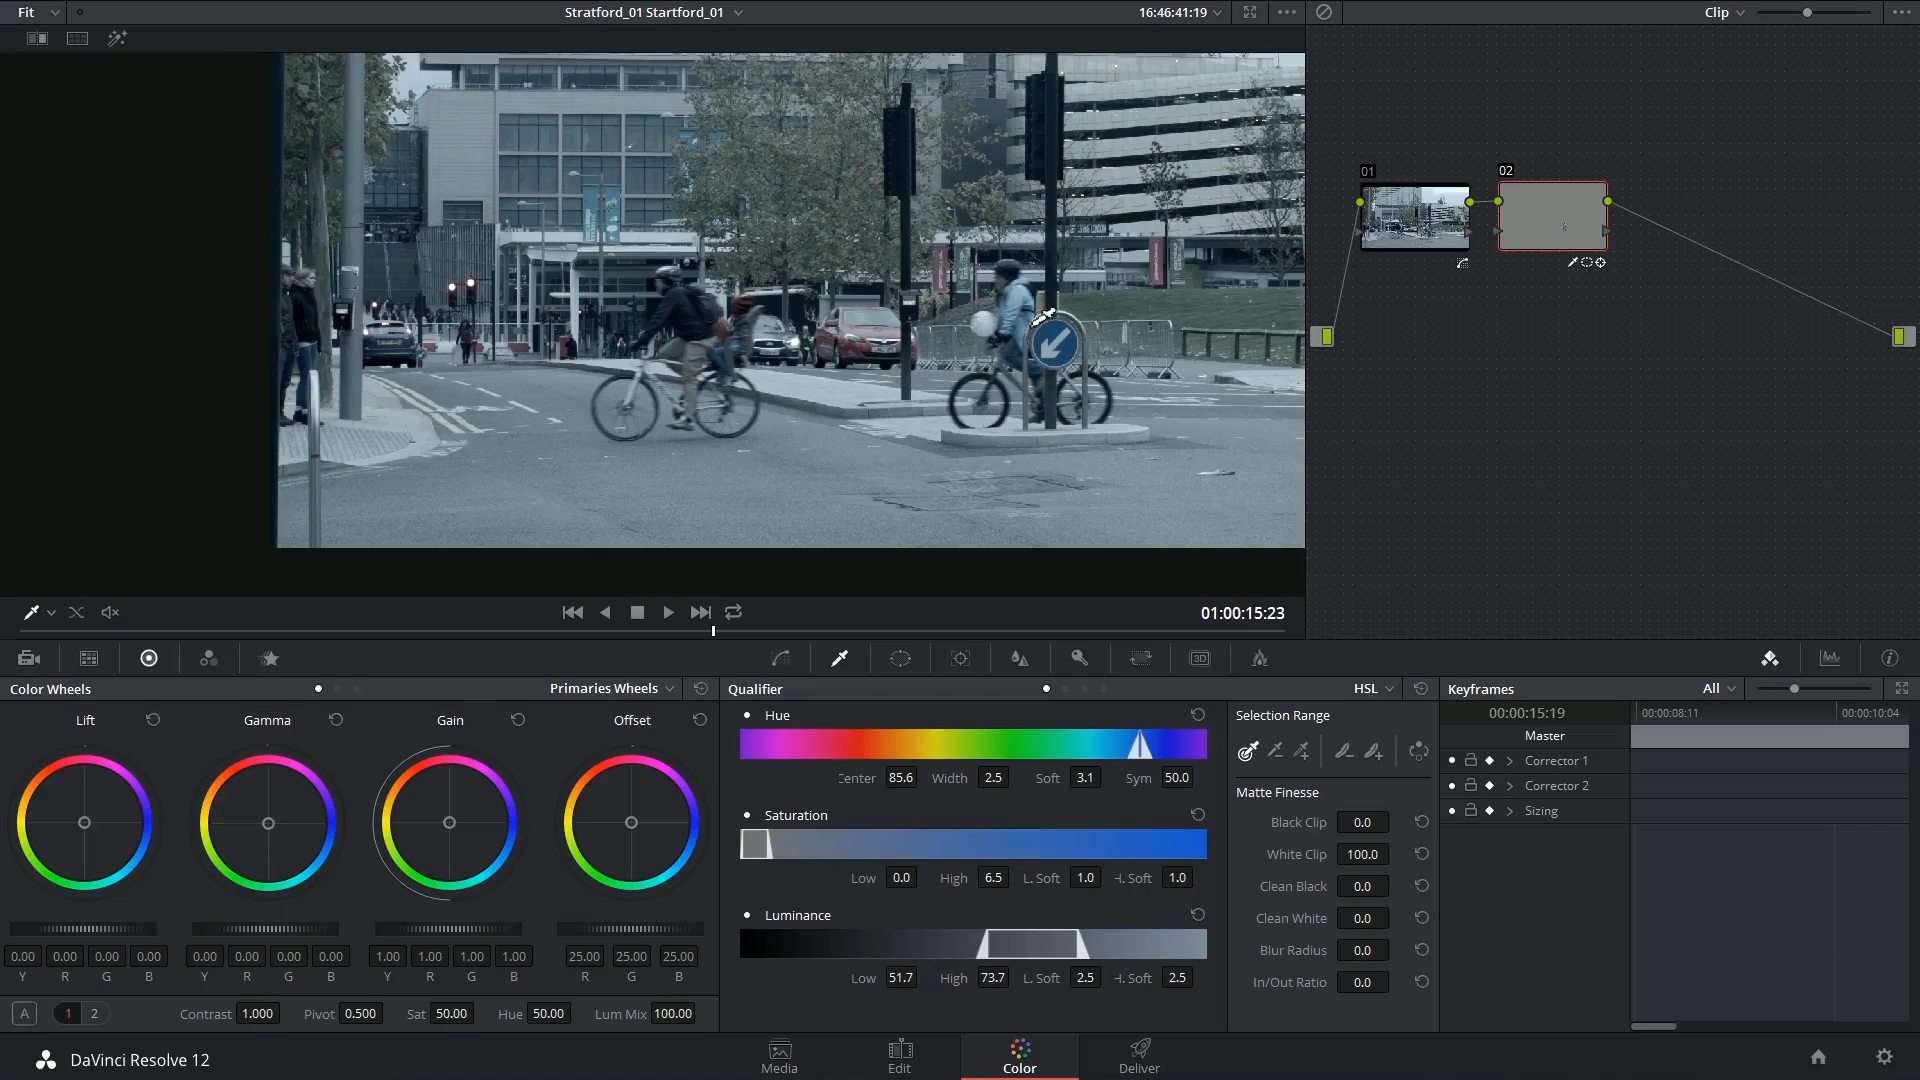 Fit
Stratford_01 Startford_01
16:46:41:19
Clip
01
02
01:00:15:23
3D
Color Wheels
Primaries Wheels
Qualifier
HSL
Keyframes
All
Lift
Gamma
Gain
Offset
Hue
Selection Range
00:00:15:19
00:00:08:11
00:00:10:04
Master
Center 85.6 Width 2.5 Soft 3.1 Sym 50.0
Corrector 1
Corrector 2
Sizing
Saturation
Matte Finesse
Black Clip 0.0
White Clip 100.0
Low 0.0 High 6.5 L. Soft 1.0 H. Soft 1.0
Clean Black 0.0
Luminance
Clean White 0.0
Blur Radius 0.0
0.00 0.00 0.00 0.00
0.00 0.00 0.00 0.00
1.00 1.00 1.00 1.00
25.00 25.00 25.00
Y R G B
Y R G B
Y R G B
R G B
Low 51.7 High 73.7 L. Soft 2.5 H. Soft 2.5
In/Out Ratio 0.0
A 1 2 Contrast 1.000 Pivot 0.500 Sat 50.00 Hue 50.00 Lum Mix 100.00
DaVinci Resolve 12
Media
Edit
Color
Deliver